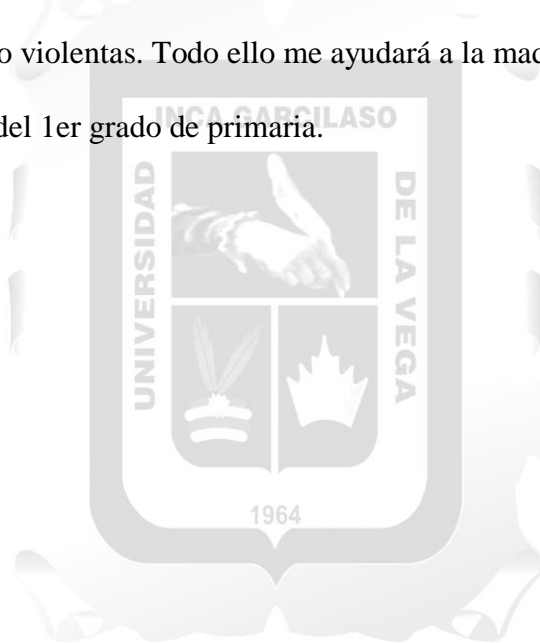 o violentas. Todo ello me ayudará a la mad
del 1er grado de primaria.
INCA GARCILASO
UNIVERSIDAD
DE LA VEGA
1964